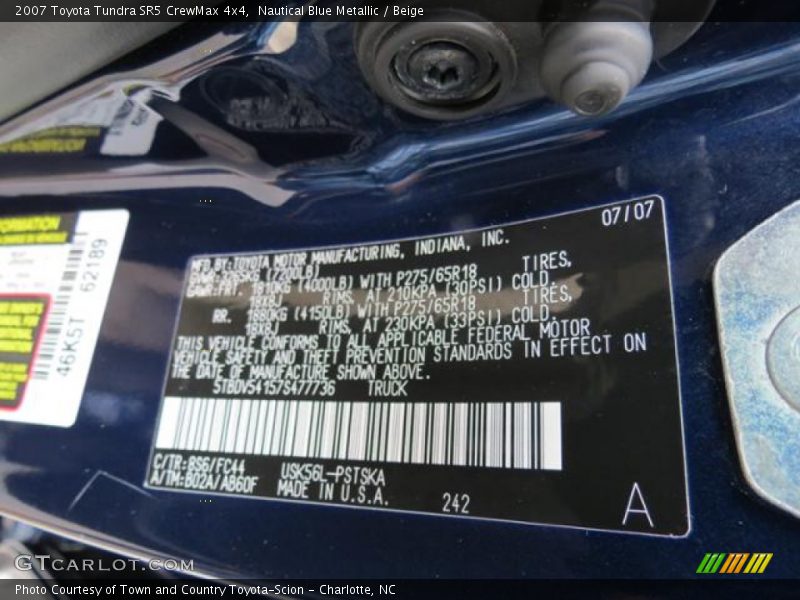 2007 Toyota Tundra SR5 CrewMax 4x4, Nautical Blue Metallic / Beige
07/07
MFD BY: TOYOTA MOTOR MANUFACTURING, INDIANA, INC.
(7200LB)
GAWR: FRT. 1810KG (4000LB) WITH P275/65R18 TIRES,
18X8J RIMS, AT 210KPA (30PSI) COLD.
RR. 1880KG (4150LB) WITH P275/65R18 TIRES,
18X8J RIMS, AT 230KPA (33PSI) COLD.
THIS VEHICLE CONFORMS TO ALL APPLICABLE FEDERAL MOTOR
VEHICLE SAFETY AND THEFT PREVENTION STANDARDS IN EFFECT ON
THE DATE OF MANUFACTURE SHOWN ABOVE.
5TBDV54157S477736 TRUCK
C/TR: 8S6/FC44 USK56L-PSTSKA
A/TM: B02A/AB60F MADE IN U.S.A. 242
A
46K5T 62189
GTCARLOT.COM
Photo Courtesy of Town and Country Toyota-Scion - Charlotte, NC